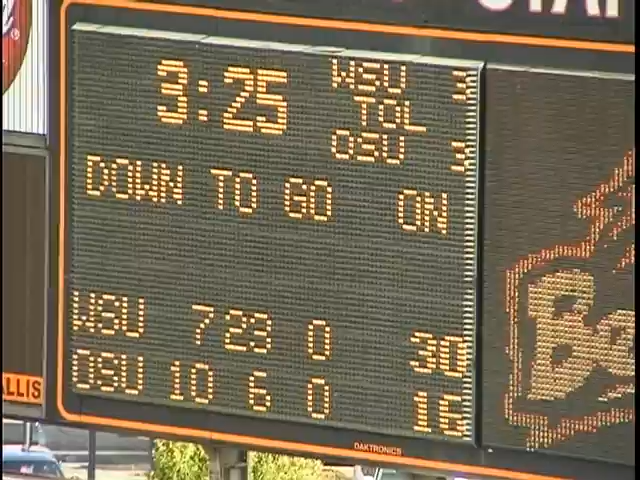 3:25 WSU 3
TOL
OSU 3
DOWN TO GO ON
WSU 7 23 0 30
OSU 10 6 0 16
DAKTRONICS